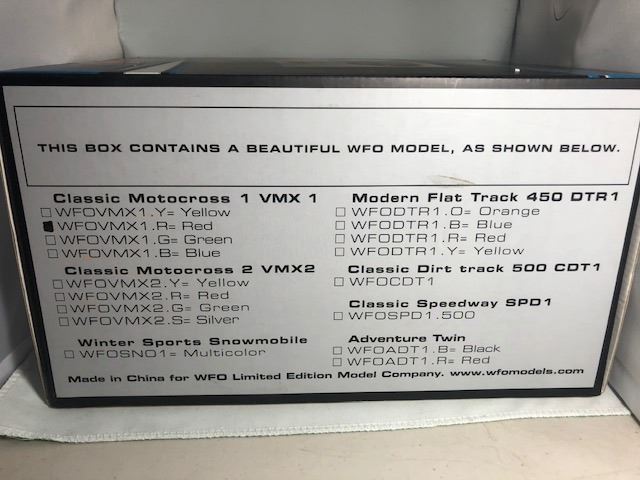 THIS BOX CONTAINS A BEAUTIFUL WFO MODEL, AS SHOWN BELOW.
Classic Motocross 1 VMX 1
WFOVMX1.Y= Yellow
WFOVMX1.R= Red
WFOVMX1.G= Green
WFOVMX1.B= Blue
Classic Motocross 2 VMX2
WFOVMX2.Y= Yellow
WFOVMX2.R= Red
WFOVMX2.G= Green
WFOVMX2.S= Silver
Winter Sports Snowmobile
WFOSNO1= Multicolor
Modern Flat Track 450 DTR1
WFODTR1.O= Orange
WFODTR1.B= Blue
WFODTR1.R= Red
WFODTR1.Y= Yellow
Classic Dirt track 500 CDT1
WFOCDT1
Classic Speedway SPD1
WFOSPD1.500
Adventure Twin
WFOADT1.B= Black
WFOADT1.R= Red
Made in China for WFO Limited Edition Model Company. www.wfomodels.com